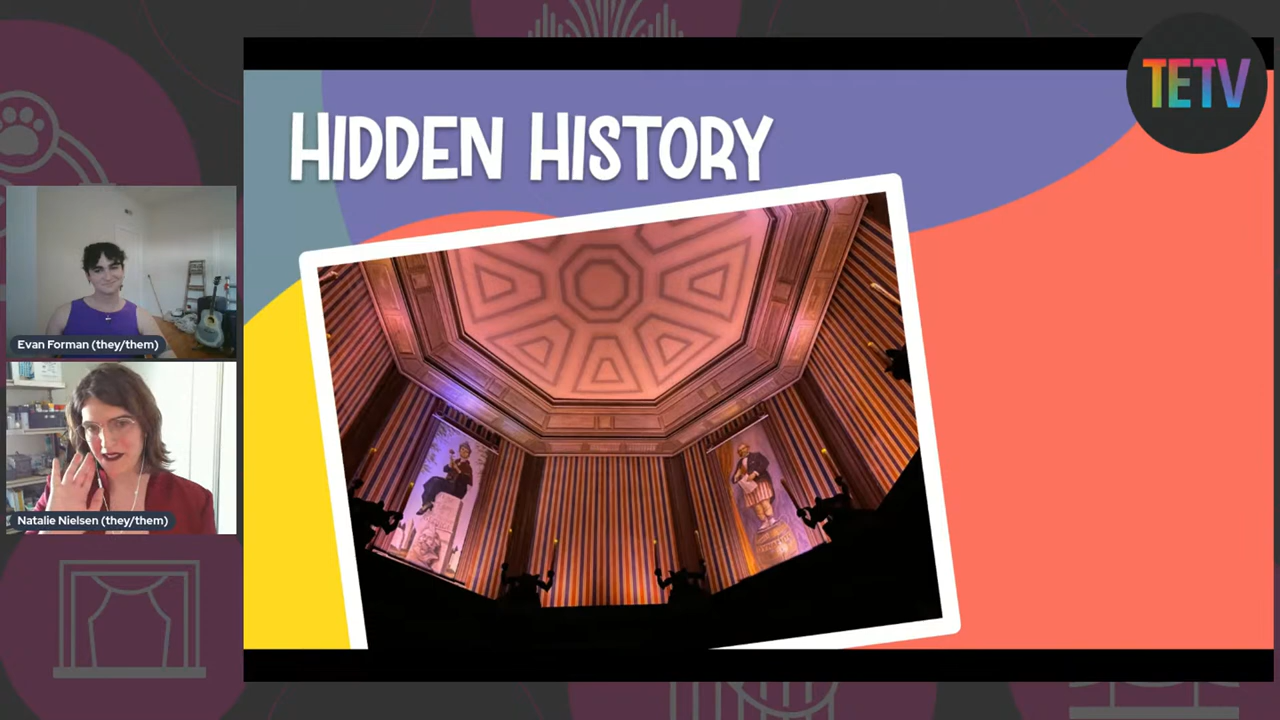 TETV
HIDDEN HISTORY
Evan Forman (they/them)
Natalie Nielsen (they/them)